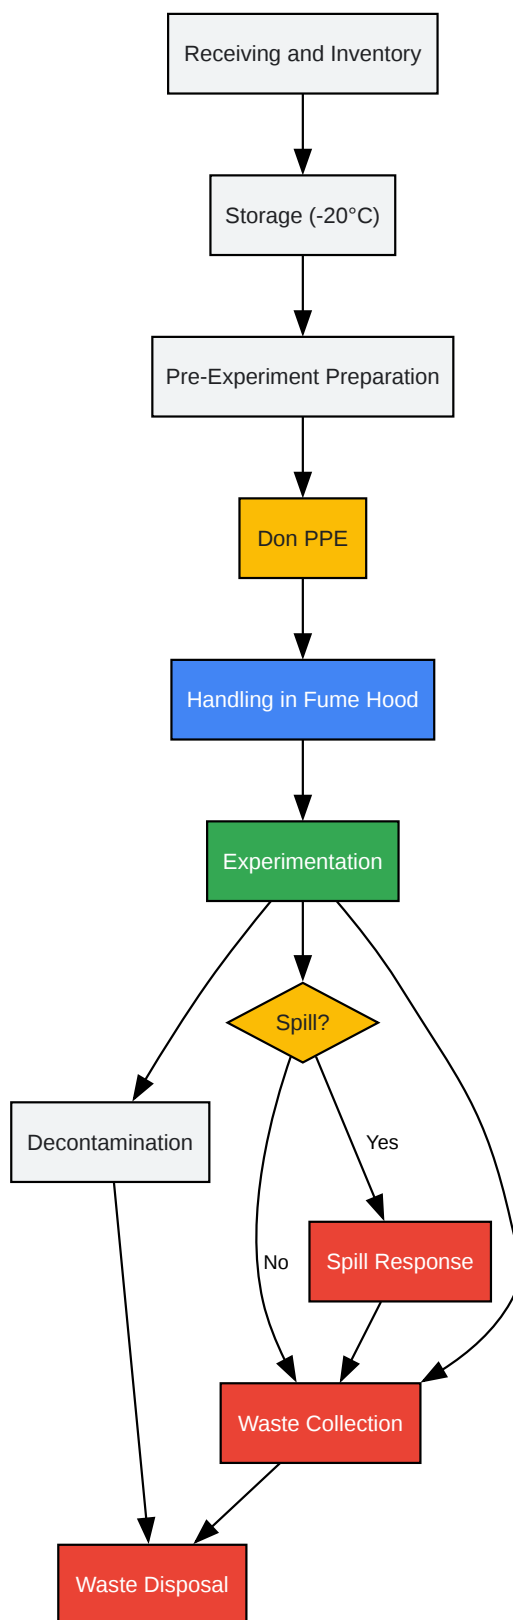 Receiving and Inventory
Storage (-20°C)
Pre-Experiment Preparation
Don PPE
Handling in Fume Hood
Experimentation
Spill?
Decontamination
Yes
No
Spill Response
Waste Collection
Waste Disposal